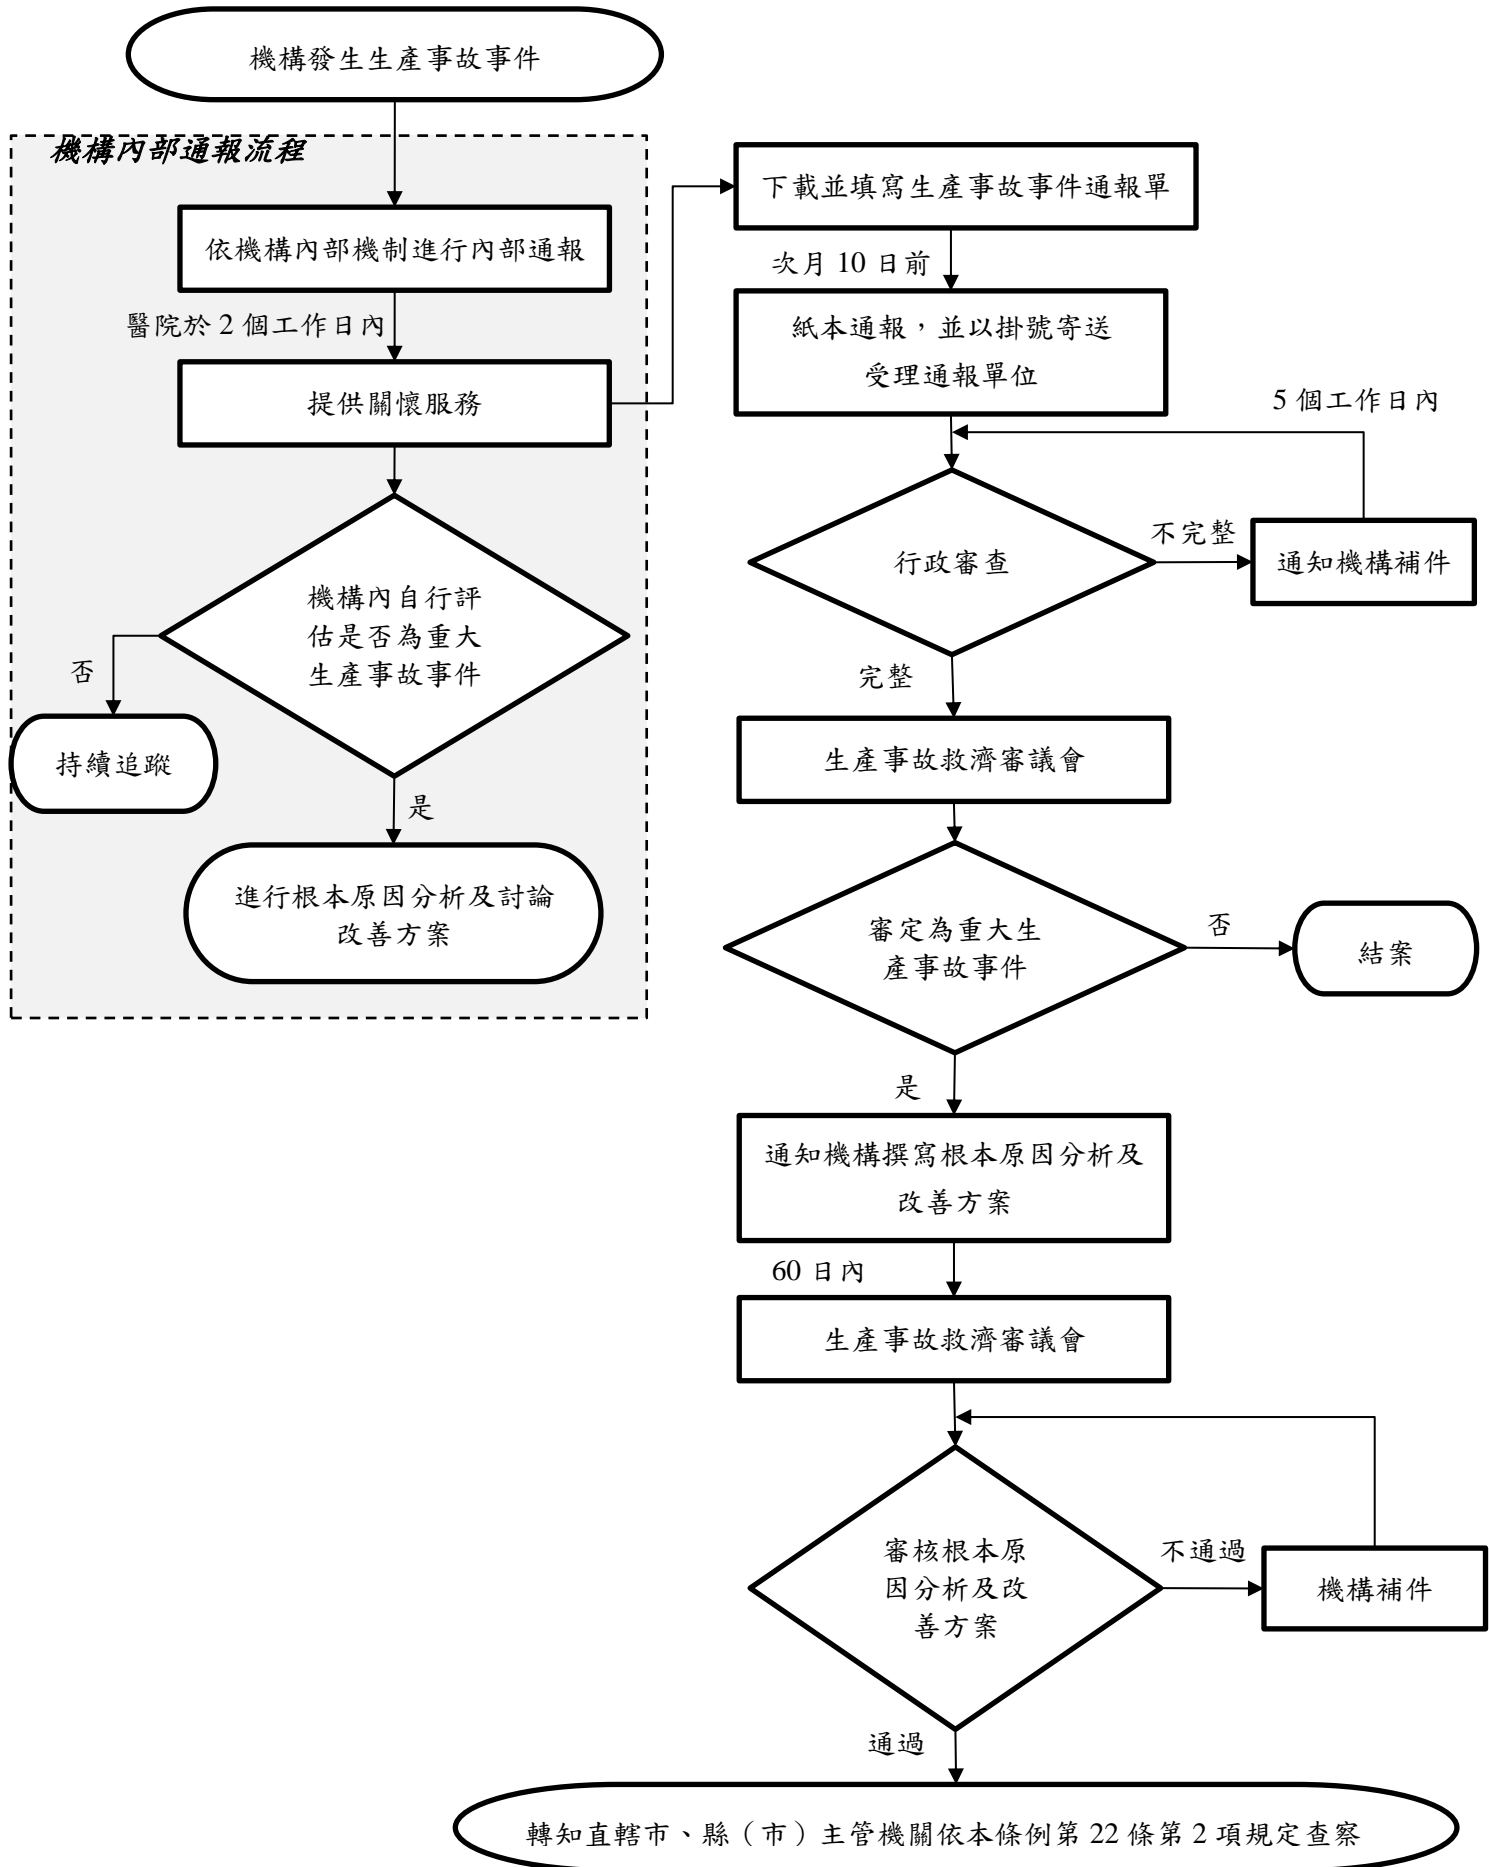 機構發生生產事故事件
機構內部通報流程
依機構內部機制進行內部通報
醫院於 2 個工作日內
提供關懷服務
機構內自行評
估是否為重大
生產事故事件
否
持續追蹤
是
進行根本原因分析及討論
改善方案
下載並填寫生產事故事件通報單
次月 10 日前
紙本通報，並以掛號寄送
受理通報單位
5 個工作日內
行政審查
不完整
通知機構補件
完整
生產事故救濟審議會
審定為重大生
產事故事件
否
結案
是
通知機構撰寫根本原因分析及
改善方案
60 日內
生產事故救濟審議會
審核根本原
因分析及改
善方案
不通過
機構補件
通過
轉知直轄市、縣（市）主管機關依本條例第 22 條第 2 項規定查察